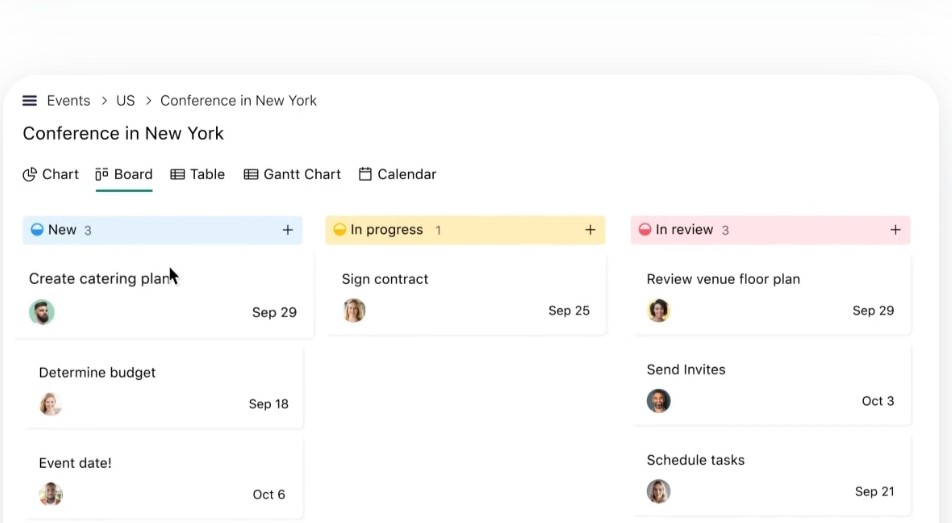 Events > US > Conference in New York
Conference in New York
Chart Board Table Gantt Chart Calendar
New 3 +
Create catering plan
Sep 29
Determine budget
Sep 18
Event date!
Oct 6
In progress 1 +
Sign contract
Sep 25
In review 3 +
Review venue floor plan
Sep 29
Send Invites
Oct 3
Schedule tasks
Sep 21